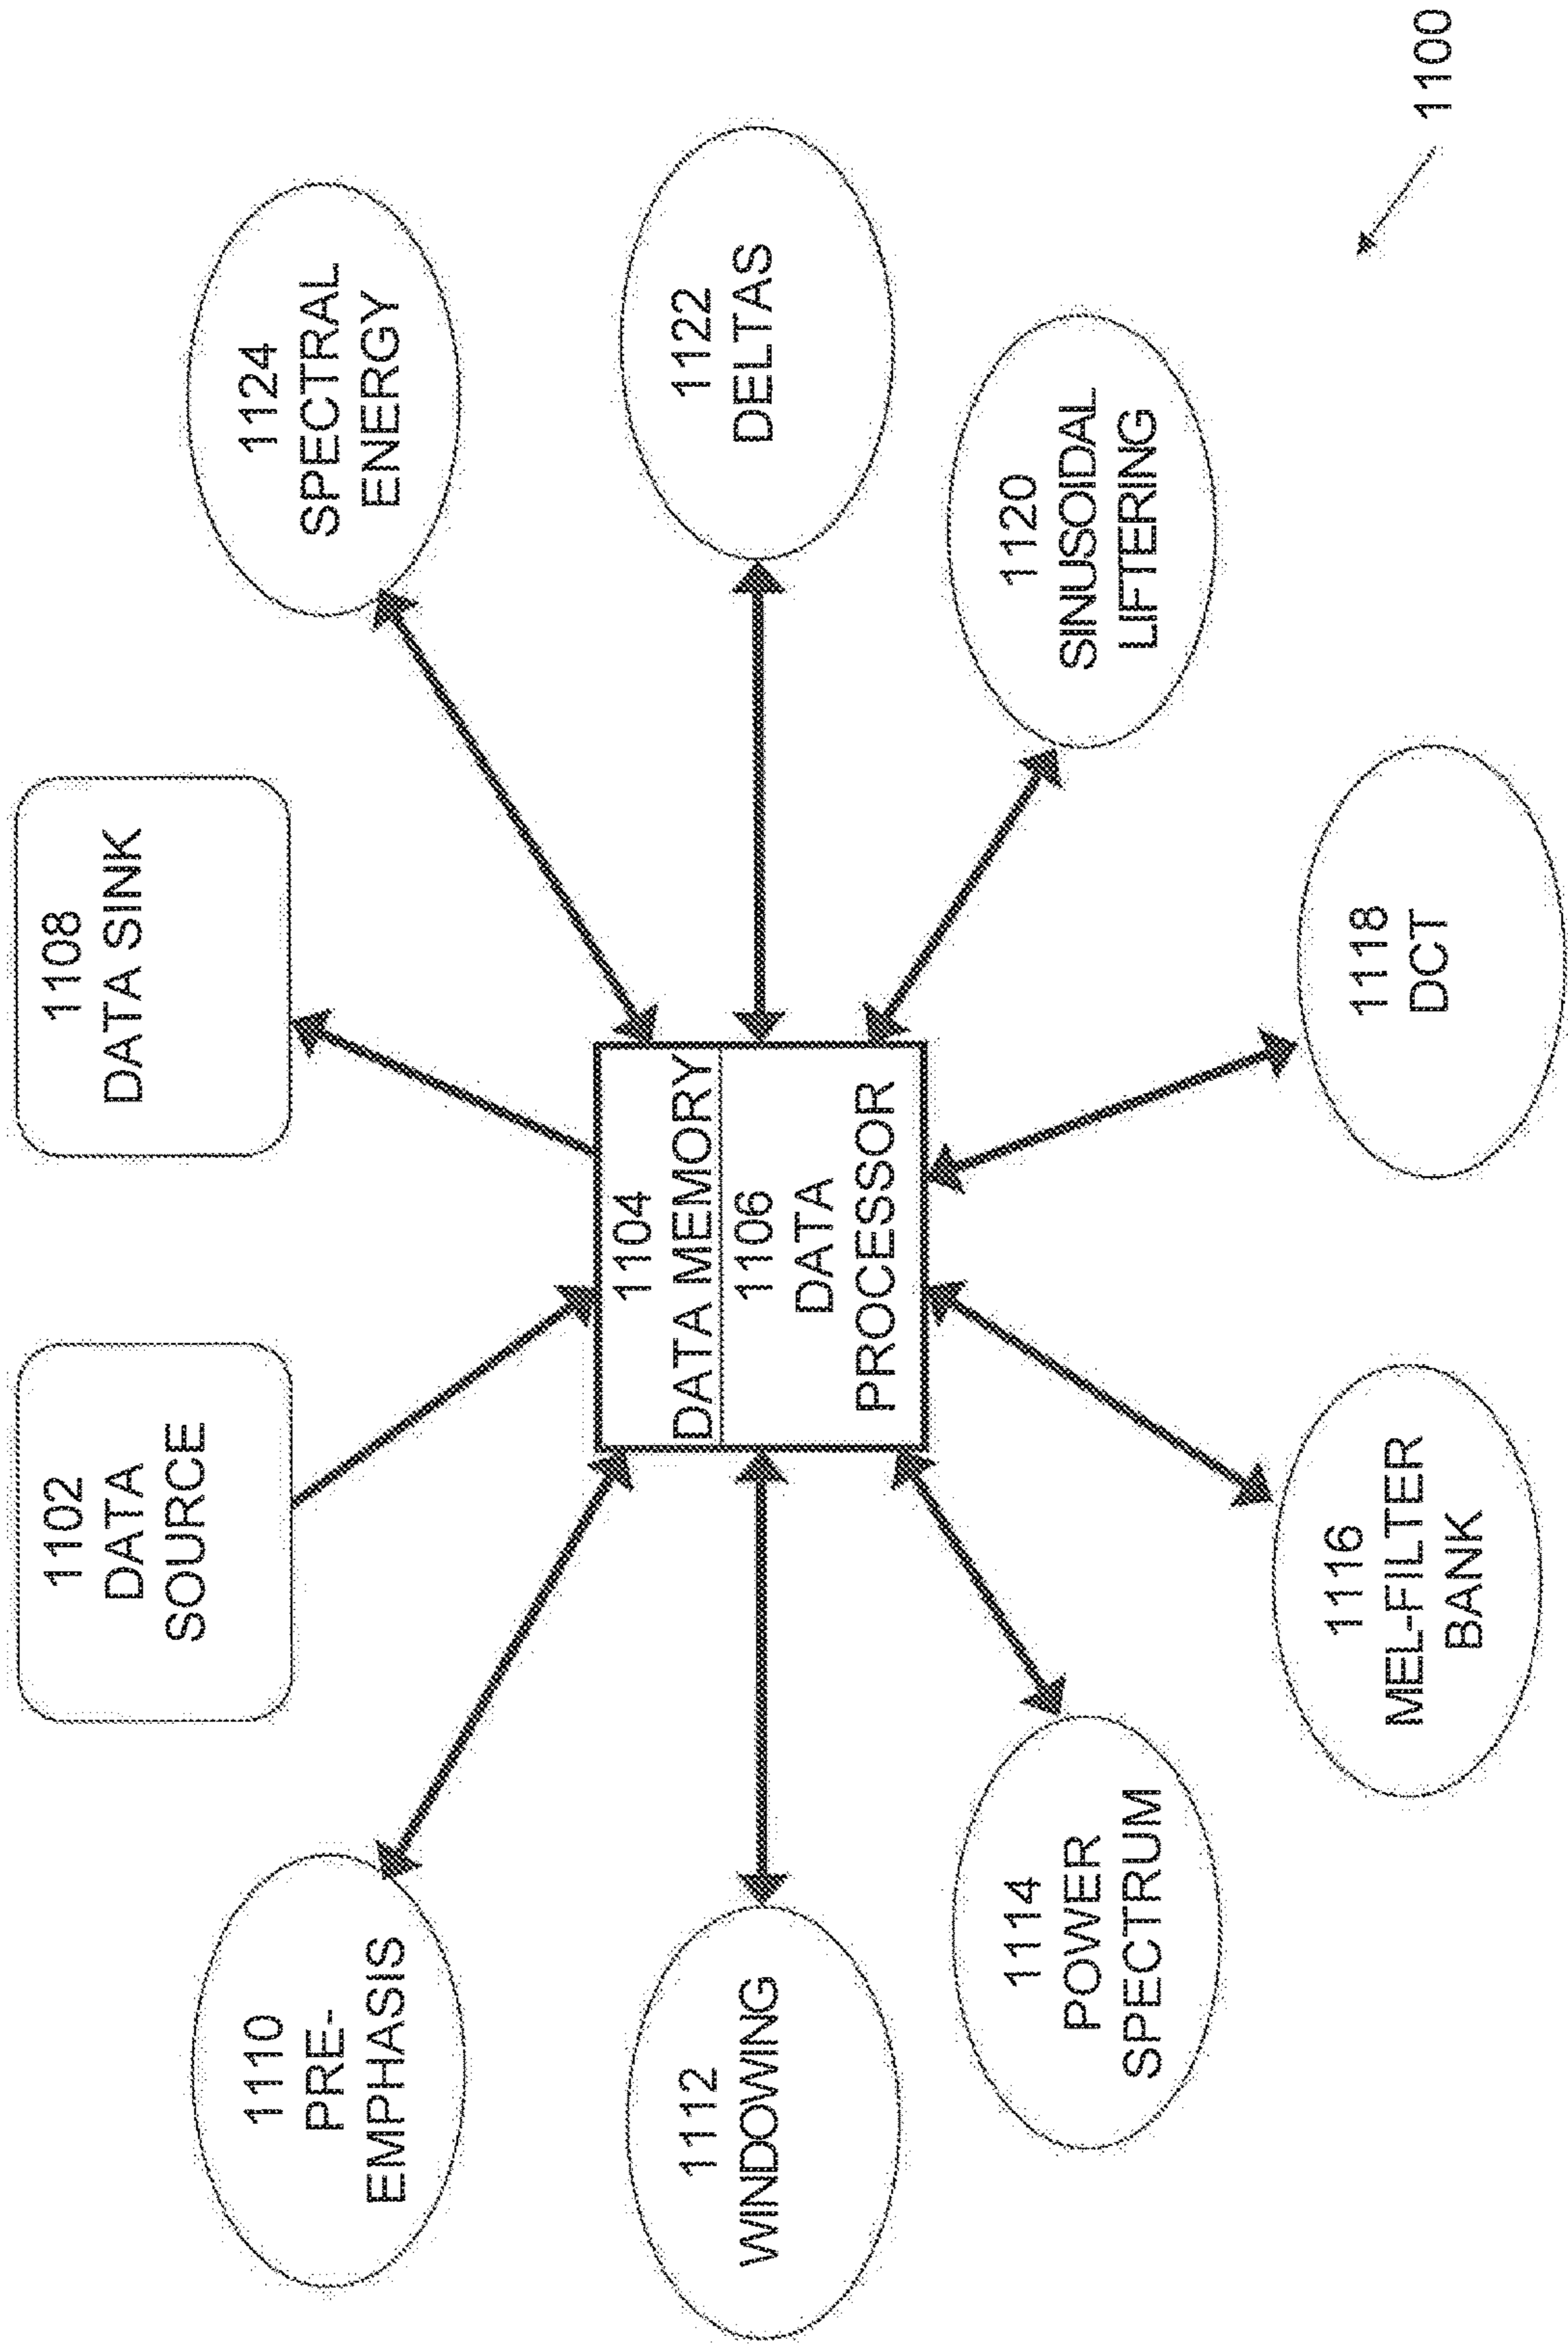 1102
DATA
SOURCE
1108
DATA SINK
1110
PRE-
EMPHASIS
1124
SPECTRAL
ENERGY
1104
DATA MEMORY
1106
DATA
PROCESSOR
1112
WINDOWING
1122
DELTAS
1114
POWER
SPECTRUM
1120
SINUSOIDAL
LIFTERING
1116
MEL-FILTER
BANK
1118
DCT
1100